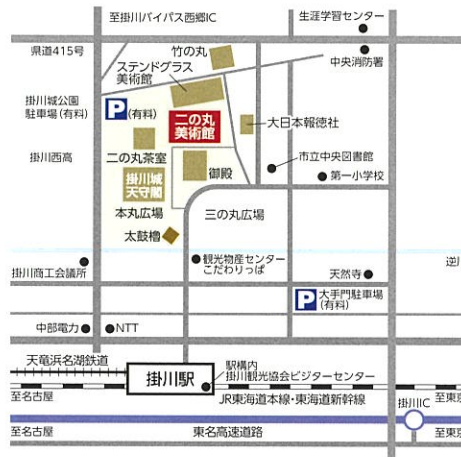 至掛川バイパス西郷IC
生涯学習センター
県道415号
竹の丸
中央消防署
ステンドグラス
美術館
掛川城公園
駐車場(有料)
P
(有料)
二の丸
美術館
大日本報徳社
掛川西高
二の丸茶室
市立中央図書館
掛川城
天守閣
御殿
第一小学校
本丸広場
三の丸広場
太鼓櫓
観光物産センター
こだわりっぱ
掛川商工会議所
天然寺
逆川
P
大手門駐車場
(有料)
中部電力
NTT
天竜浜名湖鉄道
掛川駅
駅構内
掛川観光協会ビジターセンター
至名古屋
JR東海道本線・東海道新幹線
至東
掛川IC
至名古屋
東名高速道路
至東